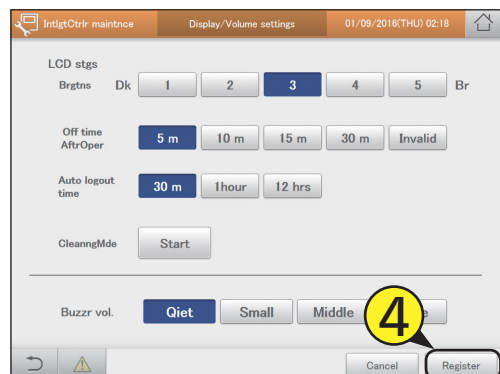 IntlgtCtrlr maintnce Display/Volume settings 01/09/2016(THU) 02:18
LCD stgs
Brgtns Dk 1 2 3 4 5 Br
Off time
AftrOper
5 m 10 m 15 m 30 m Invalid
Auto logout
time
30 m 1hour 12 hrs
CleanngMde Start
Buzzr vol. Qiet Small Middle
4
Cancel Register